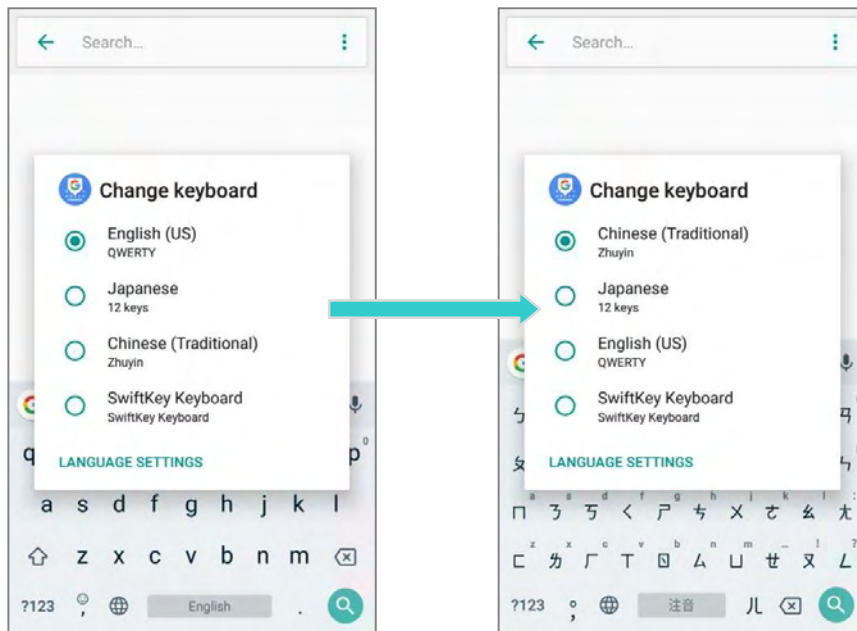 Search…
Change keyboard
English (US)
QWERTY
Japanese
12 keys
Chinese (Traditional)
Zhuyin
SwiftKey Keyboard
SwiftKey Keyboard
LANGUAGE SETTINGS
q p 0
a s d f g h j k l
z x c v b n m
?123 , English .
Search…
Change keyboard
Chinese (Traditional)
Zhuyin
Japanese
12 keys
English (US)
QWERTY
SwiftKey Keyboard
SwiftKey Keyboard
LANGUAGE SETTINGS
ㄅ ㄢ
ㄆ ㄣ
a s d f g h j k l :
ㄇ ㄋ ㄎ ㄑ ㄕ ㄘ ㄨ ㄜ ㄠ ㄤ
z x c v b n m _ ! ?
ㄈ ㄌ ㄏ ㄒ ㄖ ㄙ ㄩ ㄝ ㄡ ㄥ
?123 ° , 注音 ㄦ